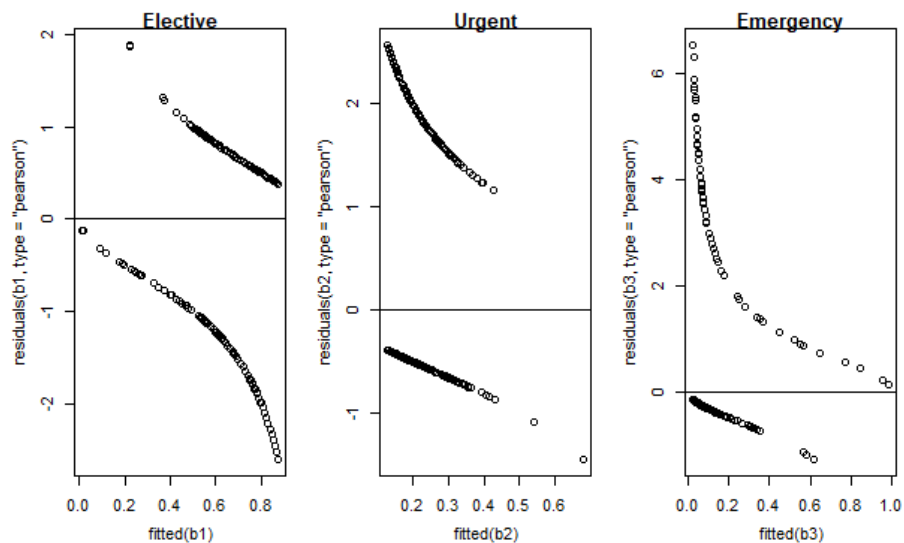 Elective
residuals(b1, type = "pearson")
2
1
0
-1
-2
0.0 0.2 0.4 0.6 0.8
fitted(b1)
Urgent
residuals(b2, type = "pearson")
2
1
0
-1
0.2 0.3 0.4 0.5 0.6
fitted(b2)
Emergency
residuals(b3, type = "pearson")
6
4
2
0
0.0 0.2 0.4 0.6 0.8 1.0
fitted(b3)